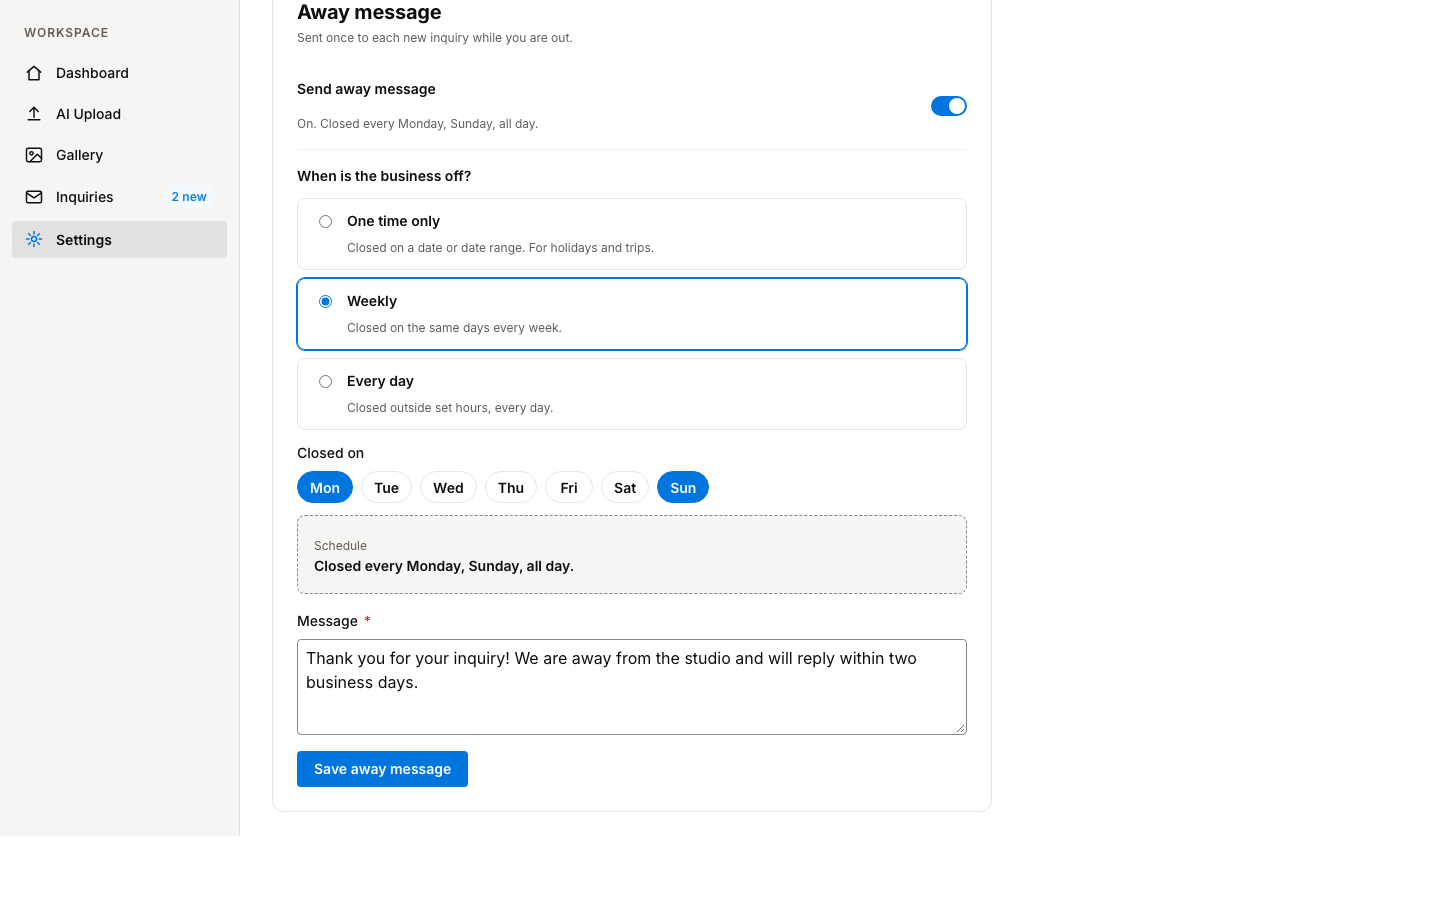 WORKSPACE
Dashboard
AI Upload
Gallery
Inquiries
2 new
Settings
Away message
Sent once to each new inquiry while you are out.
Send away message
On. Closed every Monday, Sunday, all day.
When is the business off?
One time only
Closed on a date or date range. For holidays and trips.
Weekly
Closed on the same days every week.
Every day
Closed outside set hours, every day.
Closed on
Mon Tue Wed Thu Fri Sat Sun
Schedule
Closed every Monday, Sunday, all day.
Message *
Thank you for your inquiry! We are away from the studio and will reply within two
business days.
Save away message